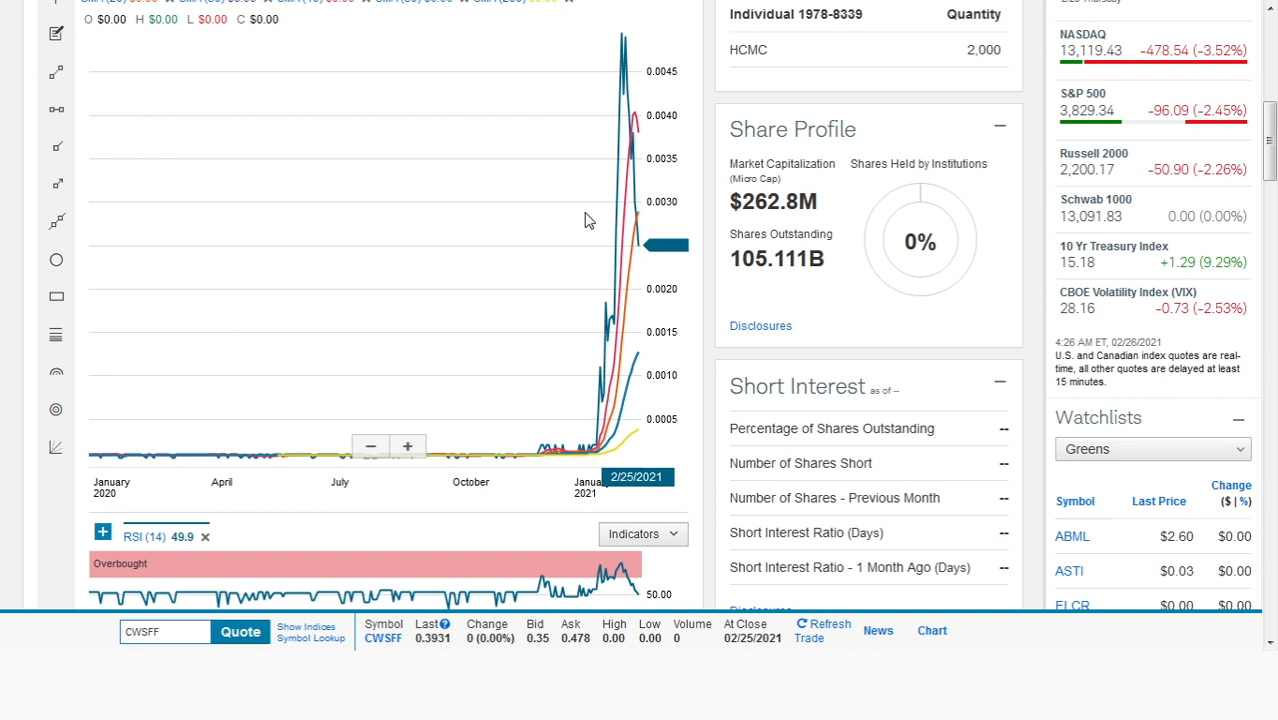 O $0.00 H $0.00 L $0.00 C $0.00
0.0045
0.0040
0.0035
0.0030
0.0020
0.0015
0.0010
0.0005
− +
January 2020
April
July
October
2021
2/25/2021
RSI (14) 49.9 ×
Indicators
Overbought
50.00
Individual 1978-8339 Quantity
HCMC 2,000
Share Profile
Market Capitalization
(Micro Cap)
$262.8M
Shares Outstanding
105.111B
Shares Held by Institutions
0%
Disclosures
Short Interest as of --
Percentage of Shares Outstanding --
Number of Shares Short --
Number of Shares - Previous Month --
Short Interest Ratio (Days) --
Short Interest Ratio - 1 Month Ago (Days) --
NASDAQ
13,119.43 -478.54 (-3.52%)
S&P 500
3,829.34 -96.09 (-2.45%)
Russell 2000
2,200.17 -50.90 (-2.26%)
Schwab 1000
13,091.83 0.00 (0.00%)
10 Yr Treasury Index
15.18 +1.29 (9.29%)
CBOE Volatility Index (VIX)
28.16 -0.73 (-2.53%)
4:26 AM ET, 02/26/2021
U.S. and Canadian index quotes are real-
time, all other quotes are delayed at least
15 minutes.
Watchlists
Greens
Symbol Last Price Change
($ | %)
ABML $2.60 $0.00
ASTI $0.03 $0.00
CWSFF Quote
Show Indices
Symbol Lookup
Symbol Last Change Bid Ask High Low Volume At Close Refresh
CWSFF 0.3931 0 (0.00%) 0.35 0.478 0.00 0.00 0 02/25/2021 Trade
News
Chart